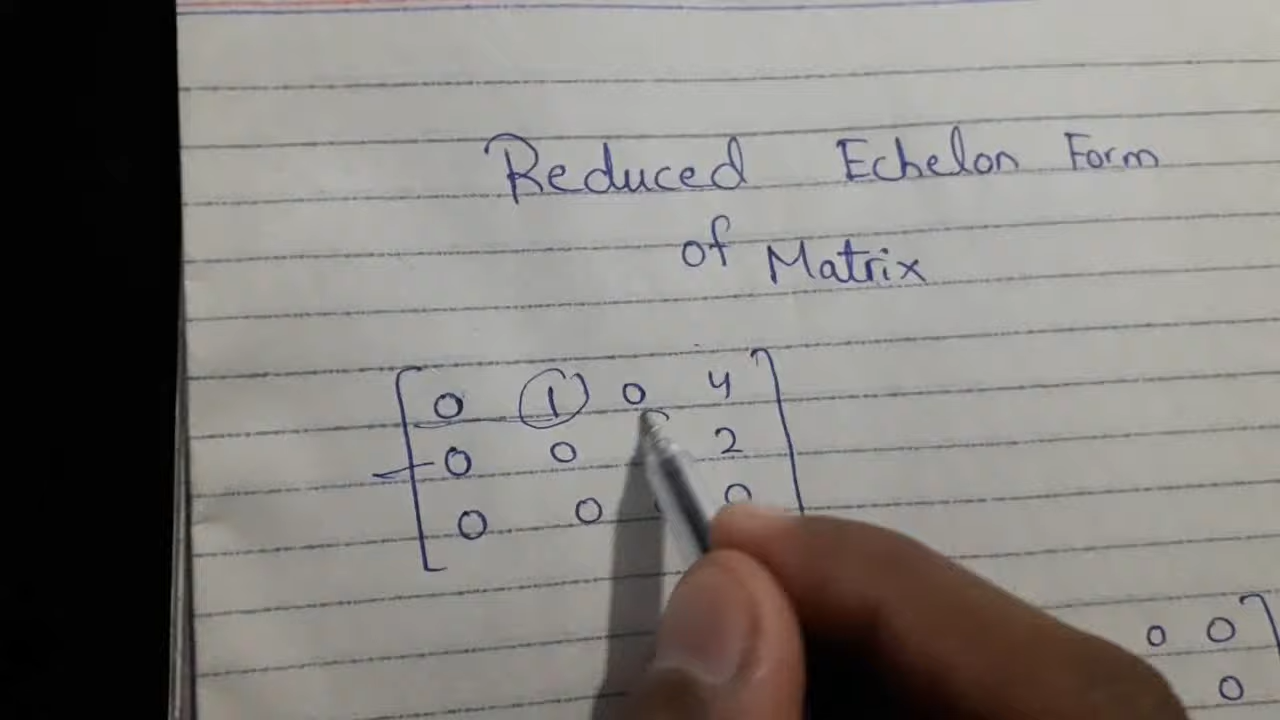 Reduced Echelon Form
of Matrix
0 1 0 4
0 0 2
0 0 0
0 0
0